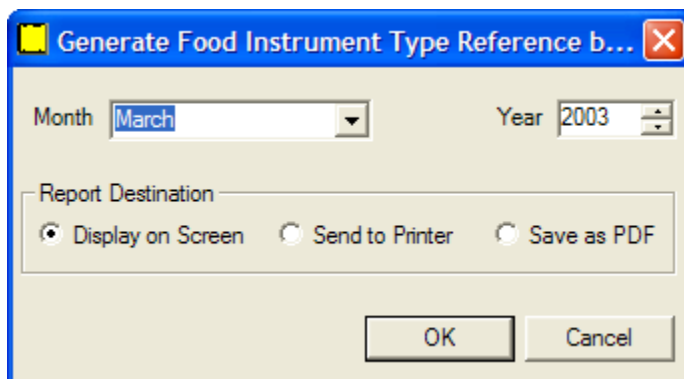 Generate Food Instrument Type Reference b...
Month March Year 2003
Report Destination
Display on Screen Send to Printer Save as PDF
OK Cancel